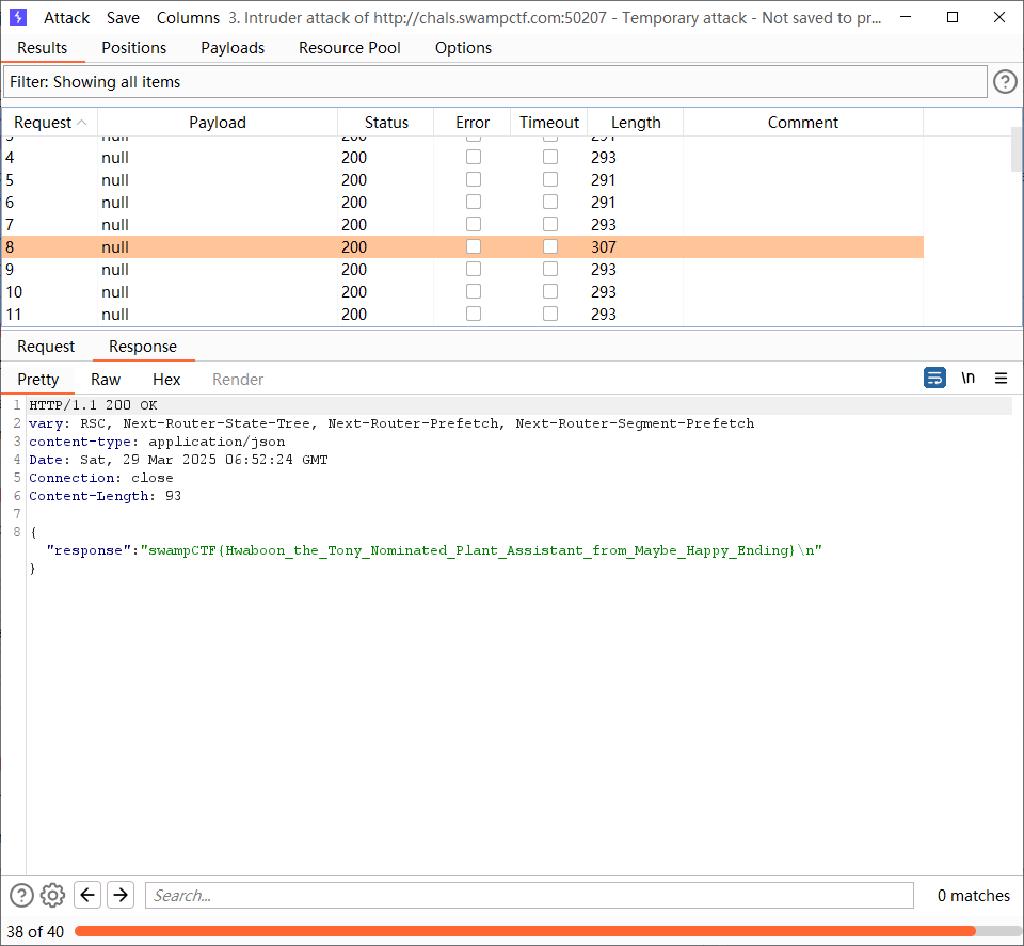 Attack Save Columns 3. Intruder attack of http://chals.swampctf.com:50207 - Temporary attack - Not saved to pr...
Results Positions Payloads Resource Pool Options
Filter: Showing all items
Request Payload Status Error Timeout Length Comment
4 null 200 293
5 null 200 291
6 null 200 291
7 null 200 293
8 null 200 307
9 null 200 293
10 null 200 293
11 null 200 293
Request Response
Pretty Raw Hex Render \n
1 HTTP/1.1 200 OK
2 vary: RSC, Next-Router-State-Tree, Next-Router-Prefetch, Next-Router-Segment-Prefetch
3 content-type: application/json
4 Date: Sat, 29 Mar 2025 06:52:24 GMT
5 Connection: close
6 Content-Length: 93
7
8 {
"response":"swampCTF{Hwaboon_the_Tony_Nominated_Plant_Assistant_from_Maybe_Happy_Ending}\n"
}
Search... 0 matches
38 of 40